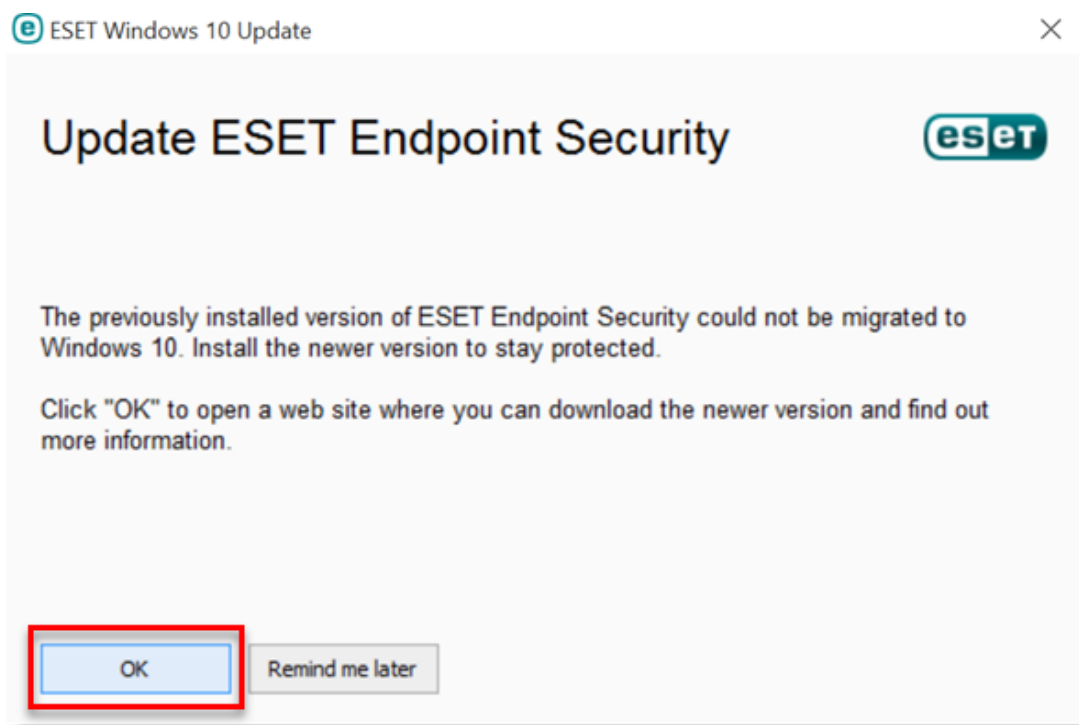 ESET Windows 10 Update
Update ESET Endpoint Security
eset
The previously installed version of ESET Endpoint Security could not be migrated to
Windows 10. Install the newer version to stay protected.
Click "OK" to open a web site where you can download the newer version and find out
more information.
OK
Remind me later